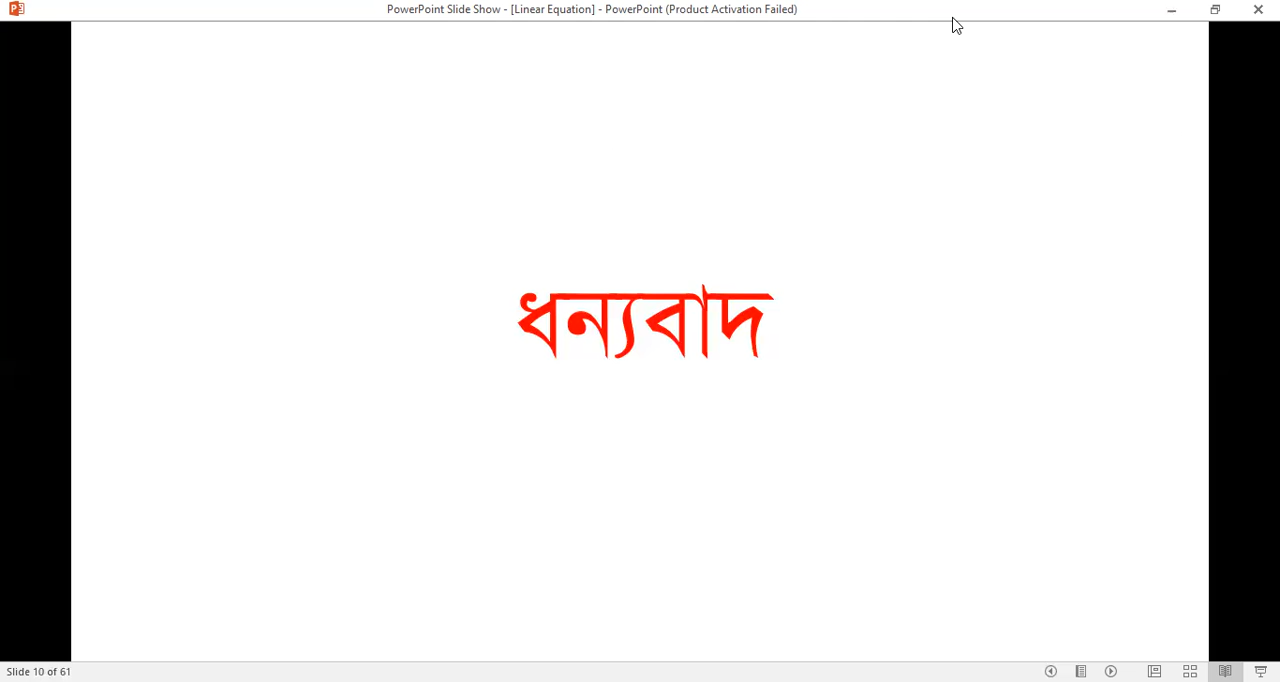 PowerPoint Slide Show - [Linear Equation] - PowerPoint (Product Activation Failed)
ধন্যবাদ
Slide 10 of 61